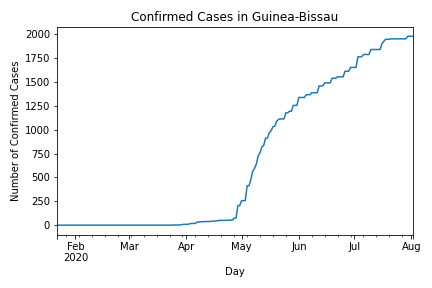 Confirmed Cases in Guinea-Bissau
Number of Confirmed Cases
2000
1750
1500
1250
1000
750
500
250
0
Feb Mar Apr May Jun Jul Aug
2020
Day